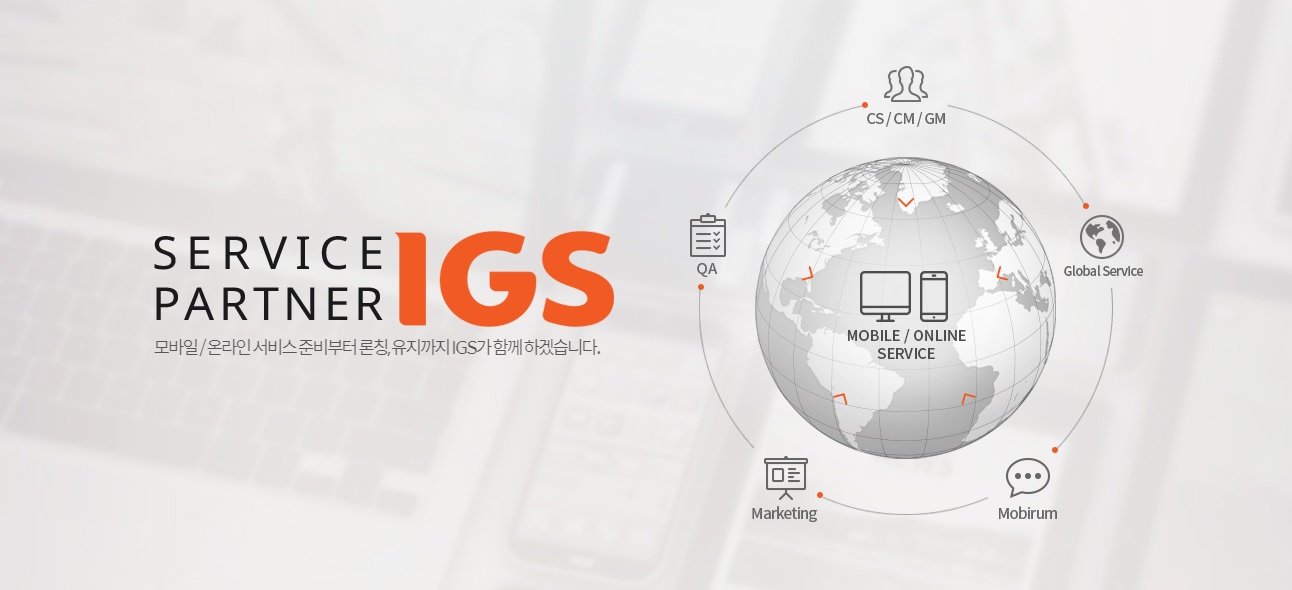 SERVICE
PARTNER
IGS
모바일 / 온라인 서비스 준비부터 론칭, 유지까지 IGS가 함께 하겠습니다.
CS / CM / GM
QA
Global Service
MOBILE / ONLINE
SERVICE
Marketing
Mobirum